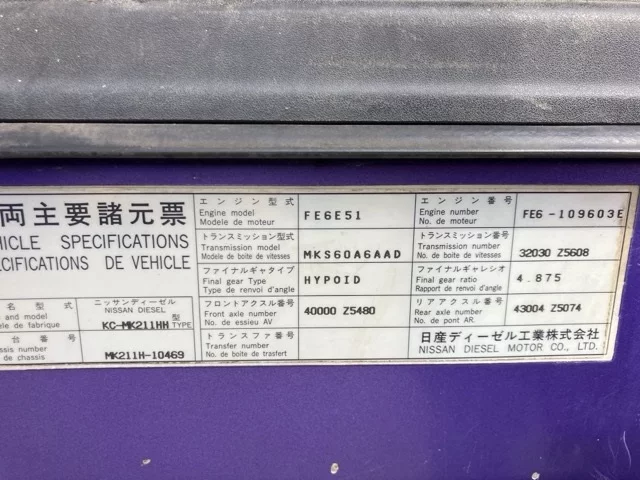 両主要諸元票
HICLE SPECIFICATIONS
CIFICATIONS DE VEHICLE
名 型式
ニッサンディーゼル
NISSAN DIESEL
and model
KC-MK211HH
型
TYPE
de fabrique
台番号
assis number
MK211H-10469
de chassis
エンジン型式
Engine model
Modele de moteur
FE6E51
エンジン番号
Engine number
No. de moteur
FE6-109603E
トランスミッション型式
Transmission model
Modele de boite de vitesses
MKS60A6AAD
トランスミッション番号
Transmission number
No. de boite de vitesses
32030 Z5608
ファイナルギヤタイプ
Final gear Type
Type de renvoi d'angle
HYPOID
ファイナルギャレシオ
Final gear ratio
Rapport de renvoi d'angle
4.875
フロントアクスル番号
Front axle number
No. de essieu AV
40000 Z5480
リアアクスル番号
Rear axle number
No. de pont AR
43004 Z5074
トランスファ番号
Transfer number
No. de boite de trasfert
日産ディーゼル工業株式会社
NISSAN DIESEL MOTOR CO., LTD.